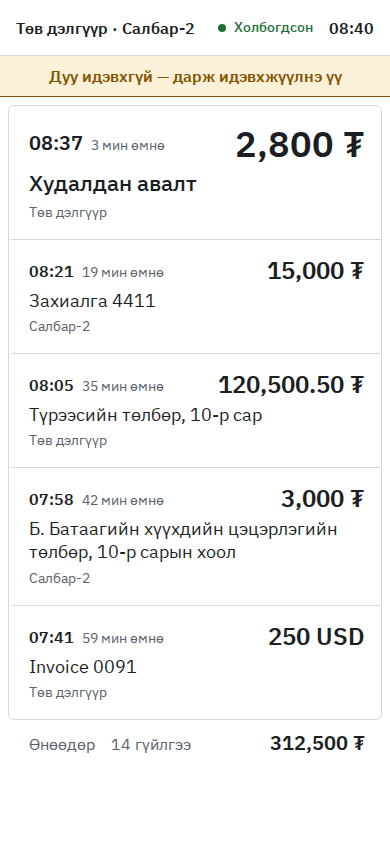 Төв дэлгүүр · Салбар-2 Холбогдсон 08:40
Дуу идэвхгүй — дарж идэвхжүүлнэ үү
08:37 3 мин өмнө 2,800 ₮
Худалдан авалт
Төв дэлгүүр
08:21 19 мин өмнө 15,000 ₮
Захиалга 4411
Салбар-2
08:05 35 мин өмнө 120,500.50 ₮
Түрээсийн төлбөр, 10-р сар
Төв дэлгүүр
07:58 42 мин өмнө 3,000 ₮
Б. Батаагийн хүүхдийн цэцэрлэгийн
төлбөр, 10-р сарын хоол
Салбар-2
07:41 59 мин өмнө 250 USD
Invoice 0091
Төв дэлгүүр
Өнөөдөр 14 гүйлгээ 312,500 ₮